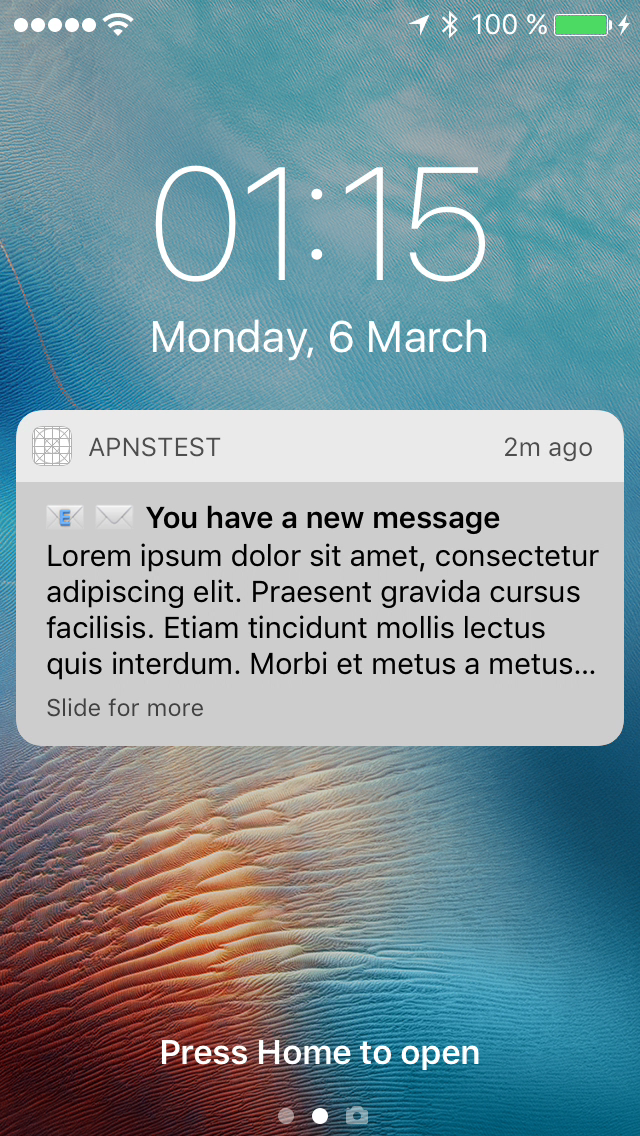 100 %
01:15
Monday, 6 March
APNSTEST 2m ago
📧 ✉️ You have a new message
Lorem ipsum dolor sit amet, consectetur
adipiscing elit. Praesent gravida cursus
facilisis. Etiam tincidunt mollis lectus
quis interdum. Morbi et metus a metus...
Slide for more
Press Home to open